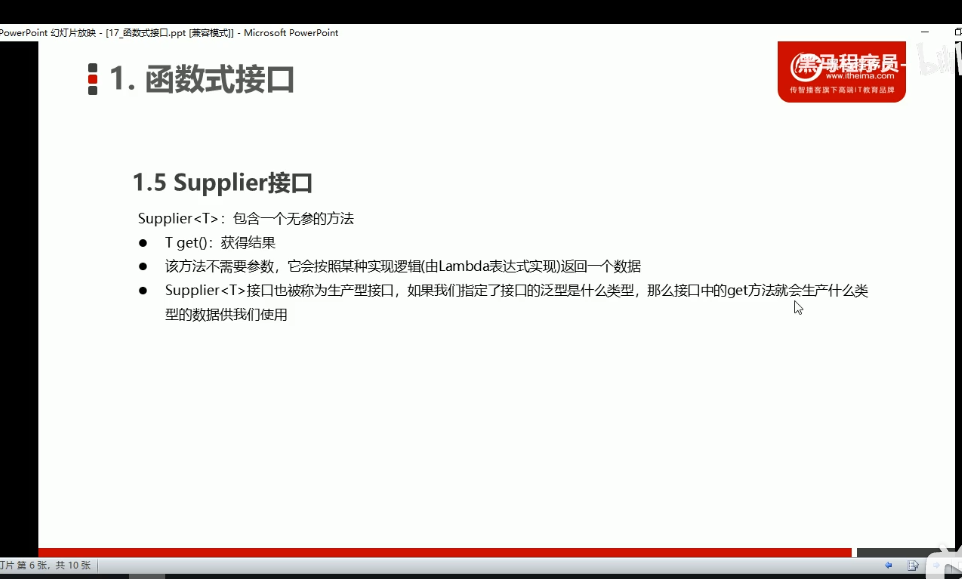 PowerPoint 幻灯片放映 - [17_函数式接口.ppt [兼容模式]] - Microsoft PowerPoint
1. 函数式接口
黑马程序员
www.itheima.com
传智播客旗下高端IT教育品牌
1.5 Supplier接口
Supplier<T>：包含一个无参的方法
● T get()：获得结果
● 该方法不需要参数，它会按照某种实现逻辑(由Lambda表达式实现)返回一个数据
● Supplier<T>接口也被称为生产型接口，如果我们指定了接口的泛型是什么类型，那么接口中的get方法就会生产什么类
型的数据供我们使用
灯片 第 6 张，共 10 张